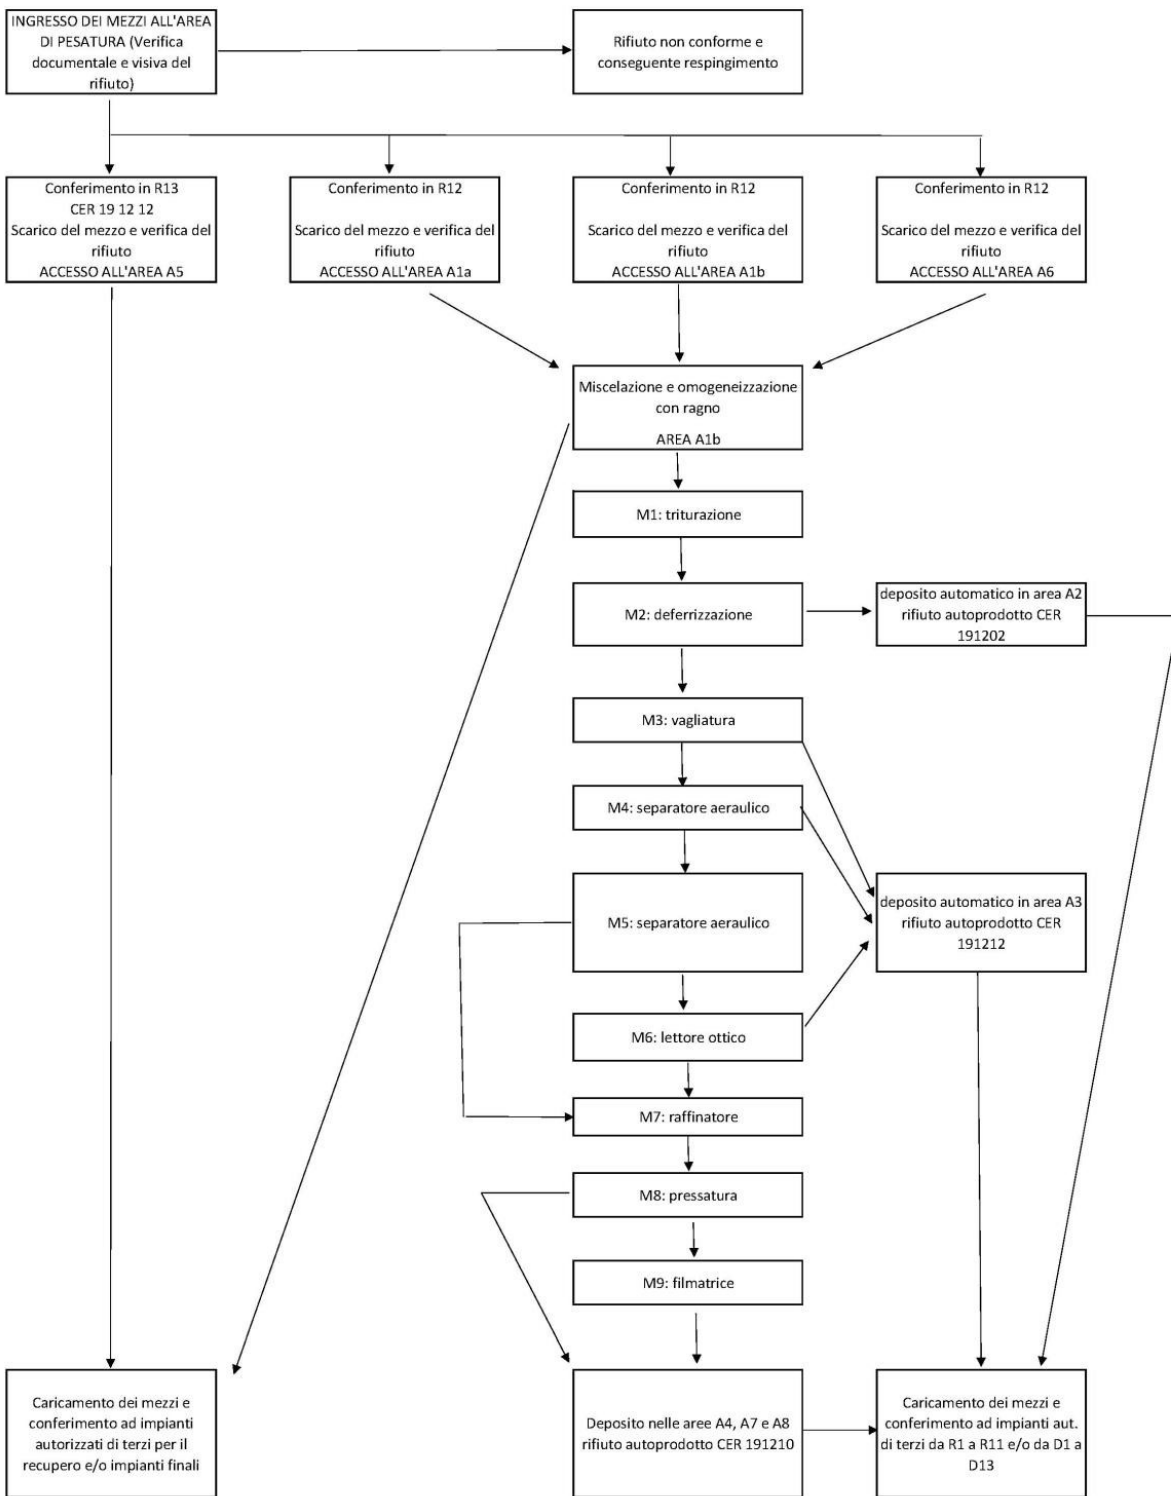 INGRESSO DEI MEZZI ALL'AREA
DI PESATURA (Verifica
documentale e visiva del
rifiuto)
Rifiuto non conforme e
conseguente respingimento
Conferimento in R13
CER 19 12 12
Scarico del mezzo e verifica del
rifiuto
ACCESSO ALL'AREA A5
Conferimento in R12
Scarico del mezzo e verifica del
rifiuto
ACCESSO ALL'AREA A1a
Conferimento in R12
Scarico del mezzo e verifica del
rifiuto
ACCESSO ALL'AREA A1b
Conferimento in R12
Scarico del mezzo e verifica del
rifiuto
ACCESSO ALL'AREA A6
Miscelazione e omogeneizzazione
con ragno
AREA A1b
M1: triturazione
M2: deferrizzazione
deposito automatico in area A2
rifiuto autoprodotto CER
191202
M3: vagliatura
M4: separatore aeraulico
M5: separatore aeraulico
deposito automatico in area A3
rifiuto autoprodotto CER
191212
M6: lettore ottico
M7: raffinatore
M8: pressatura
M9: filmatrice
Caricamento dei mezzi e
conferimento ad impianti
autorizzati di terzi per il
recupero e/o impianti finali
Deposito nelle aree A4, A7 e A8
rifiuto autoprodotto CER 191210
Caricamento dei mezzi e
conferimento ad impianti aut.
di terzi da R1 a R11 e/o da D1 a
D13